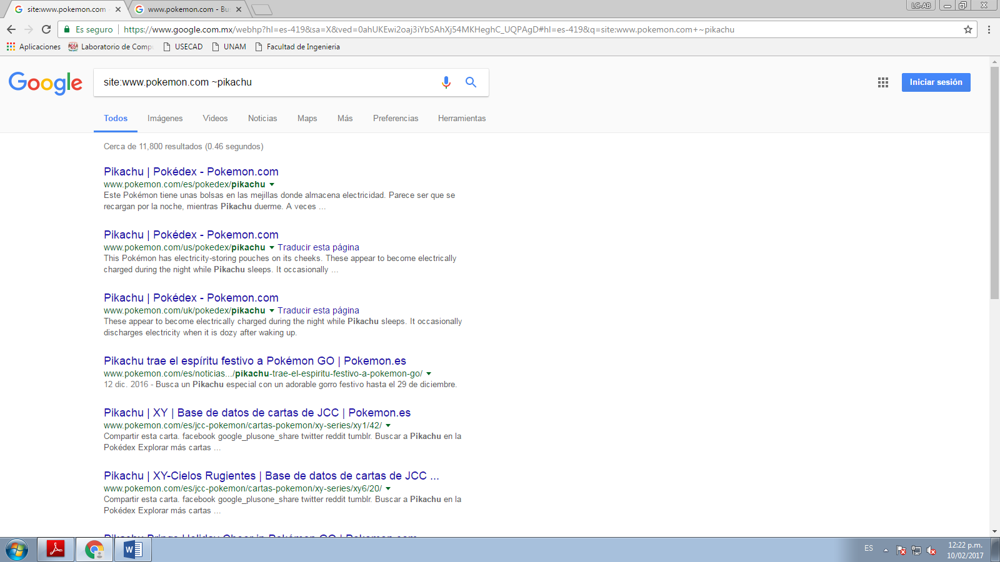 site:www.pokemon.com
www.pokemon.com - Bu
LC-AB
Es seguro
https://www.google.com.mx/webhp?hl=es-419&sa=X&ved=0ahUKEwi2oaj3iYbSAhXj54MKHeghC_UQPAgD#hl=es-419&q=site:www.pokemon.com+~pikachu
Aplicaciones Laboratorio de Compu USECAD UNAM Facultad de Ingenieria
Google
site:www.pokemon.com ~pikachu
Iniciar sesión
Todos Imágenes Videos Noticias Maps Más Preferencias Herramientas
Cerca de 11,800 resultados (0.46 segundos)
Pikachu | Pokédex - Pokemon.com
www.pokemon.com/es/pokedex/pikachu
Este Pokémon tiene unas bolsas en las mejillas donde almacena electricidad. Parece ser que se
recargan por la noche, mientras Pikachu duerme. A veces ...
Pikachu | Pokédex - Pokemon.com
www.pokemon.com/us/pokedex/pikachu Traducir esta página
This Pokémon has electricity-storing pouches on its cheeks. These appear to become electrically
charged during the night while Pikachu sleeps. It occasionally ...
Pikachu | Pokédex - Pokemon.com
www.pokemon.com/uk/pokedex/pikachu Traducir esta página
These appear to become electrically charged during the night while Pikachu sleeps. It occasionally
discharges electricity when it is dozy after waking up.
Pikachu trae el espíritu festivo a Pokémon GO | Pokemon.es
www.pokemon.com/es/noticias.../pikachu-trae-el-espiritu-festivo-a-pokemon-go/
12 dic. 2016 - Busca un Pikachu especial con un adorable gorro festivo hasta el 29 de diciembre.
Pikachu | XY | Base de datos de cartas de JCC | Pokemon.es
www.pokemon.com/es/jcc-pokemon/cartas-pokemon/xy-series/xy1/42/
Compartir esta carta. facebook google_plusone_share twitter reddit tumblr. Buscar a Pikachu en la
Pokédex Explorar más cartas ...
Pikachu | XY-Cielos Rugientes | Base de datos de cartas de JCC ...
www.pokemon.com/es/jcc-pokemon/cartas-pokemon/xy-series/xy6/20/
Compartir esta carta. facebook google_plusone_share twitter reddit tumblr. Buscar a Pikachu en la
Pokédex Explorar más cartas ...
Pikachu Brings Holiday Cheer in Pokémon GO | Pokemon.com
ES
12:22 p.m.
10/02/2017